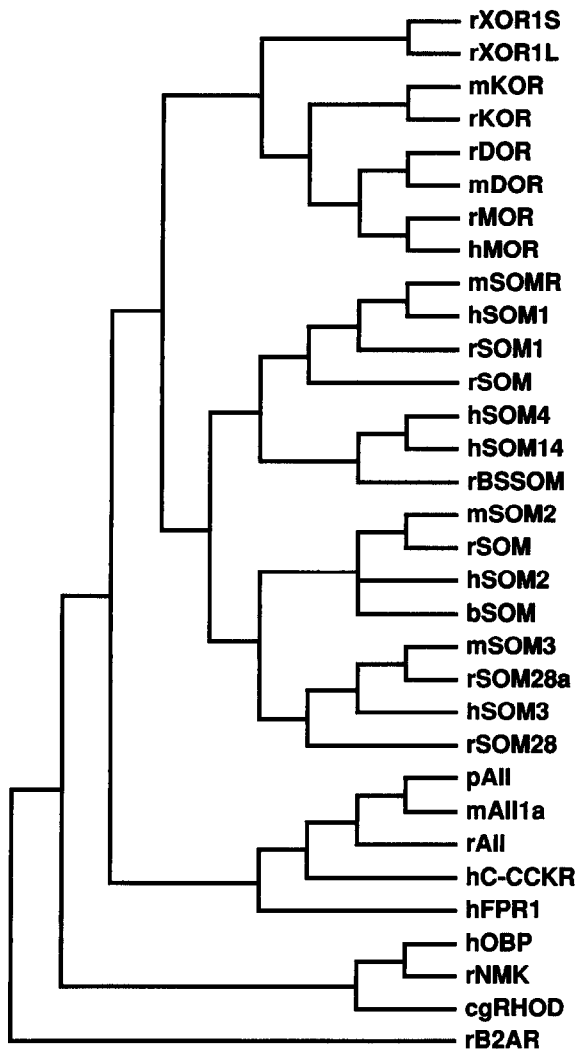 rXOR1S
rXOR1L
mKOR
rKOR
rDOR
mDOR
rMOR
hMOR
mSOMR
hSOM1
rSOM1
rSOM
hSOM4
hSOM14
rBSSOM
mSOM2
rSOM
hSOM2
bSOM
mSOM3
rSOM28a
hSOM3
rSOM28
pAII
mAII1a
rAII
hC-CCKR
hFPR1
hOBP
rNMK
cgRHOD
rB2AR